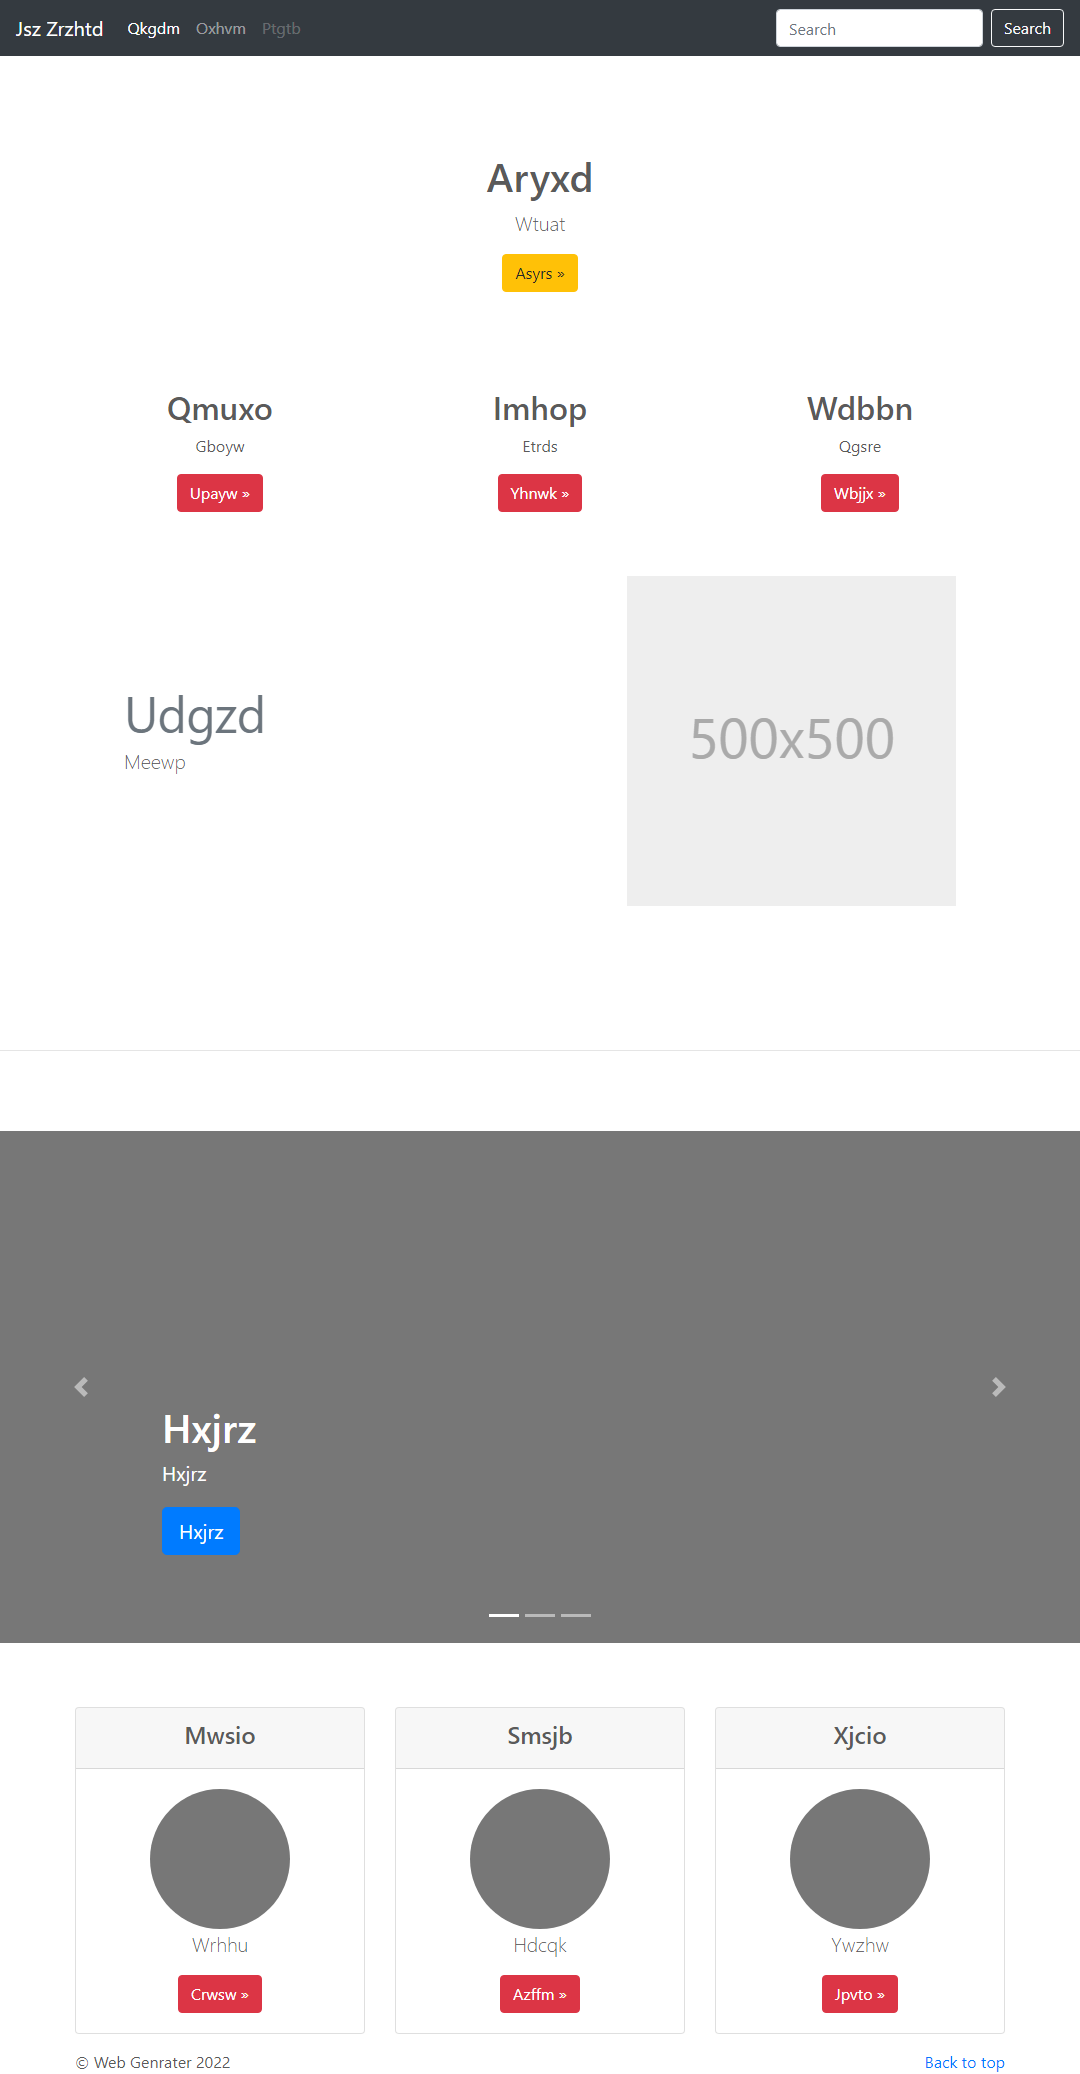 Jsz Zrzhtd Qkgdm Oxhvm Ptgtb Search Search
Aryxd
Wtuat
Asyrs »
Qmuxo Imhop Wdbbn
Gboyw Etrds Qgsre
Upayw » Yhnwk » Wbjjx »
Udgzd
Meewp
500x500
Hxjrz
Hxjrz
Hxjrz
Mwsio Smsjb Xjcio
Wrhhu Hdcqk Ywzhw
Crwsw » Azffm » Jpvto »
© Web Genrater 2022 Back to top